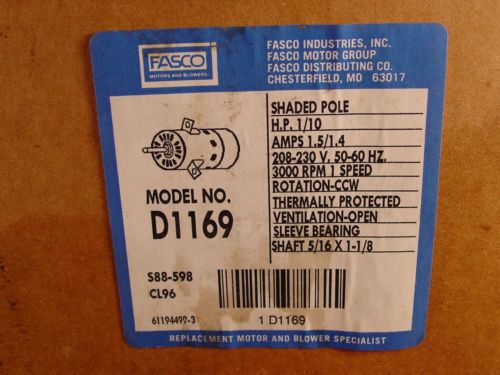 FASCO
MOTORS AND BLOWERS
FASCO INDUSTRIES, INC.
FASCO MOTOR GROUP
FASCO DISTRIBUTING CO.
CHESTERFIELD, MO 63017
MODEL NO.
D1169
SHADED POLE
H.P. 1/10
AMPS 1.5/1.4
208-230 V. 50-60 HZ.
3000 RPM 1 SPEED
ROTATION-CCW
THERMALLY PROTECTED
VENTILATION-OPEN
SLEEVE BEARING
SHAFT 5/16 X 1-1/8
S88-598
CL96
61194499-3
1 D1169
REPLACEMENT MOTOR AND BLOWER SPECIALIST